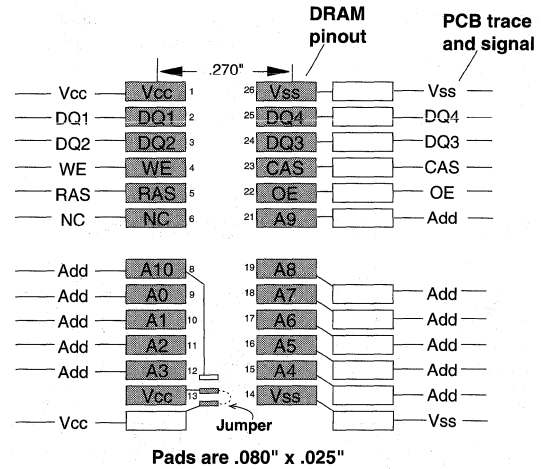 DRAM pinout
PCB trace and signal
.270"
Vcc Vcc 1 26 Vss Vss
DQ1 DQ1 2 25 DQ4 DQ4
DQ2 DQ2 3 24 DQ3 DQ3
WE WE 4 23 CAS CAS
RAS RAS 5 22 OE OE
NC NC 6 21 A9 Add
Add A10 8 19 A8
Add A0 9 18 A7 Add
Add A1 10 17 A6 Add
Add A2 11 16 A5 Add
Add A3 12 15 A4 Add
Vcc 13 14 Vss Add
Vcc Vss
Jumper
Pads are .080" x .025"